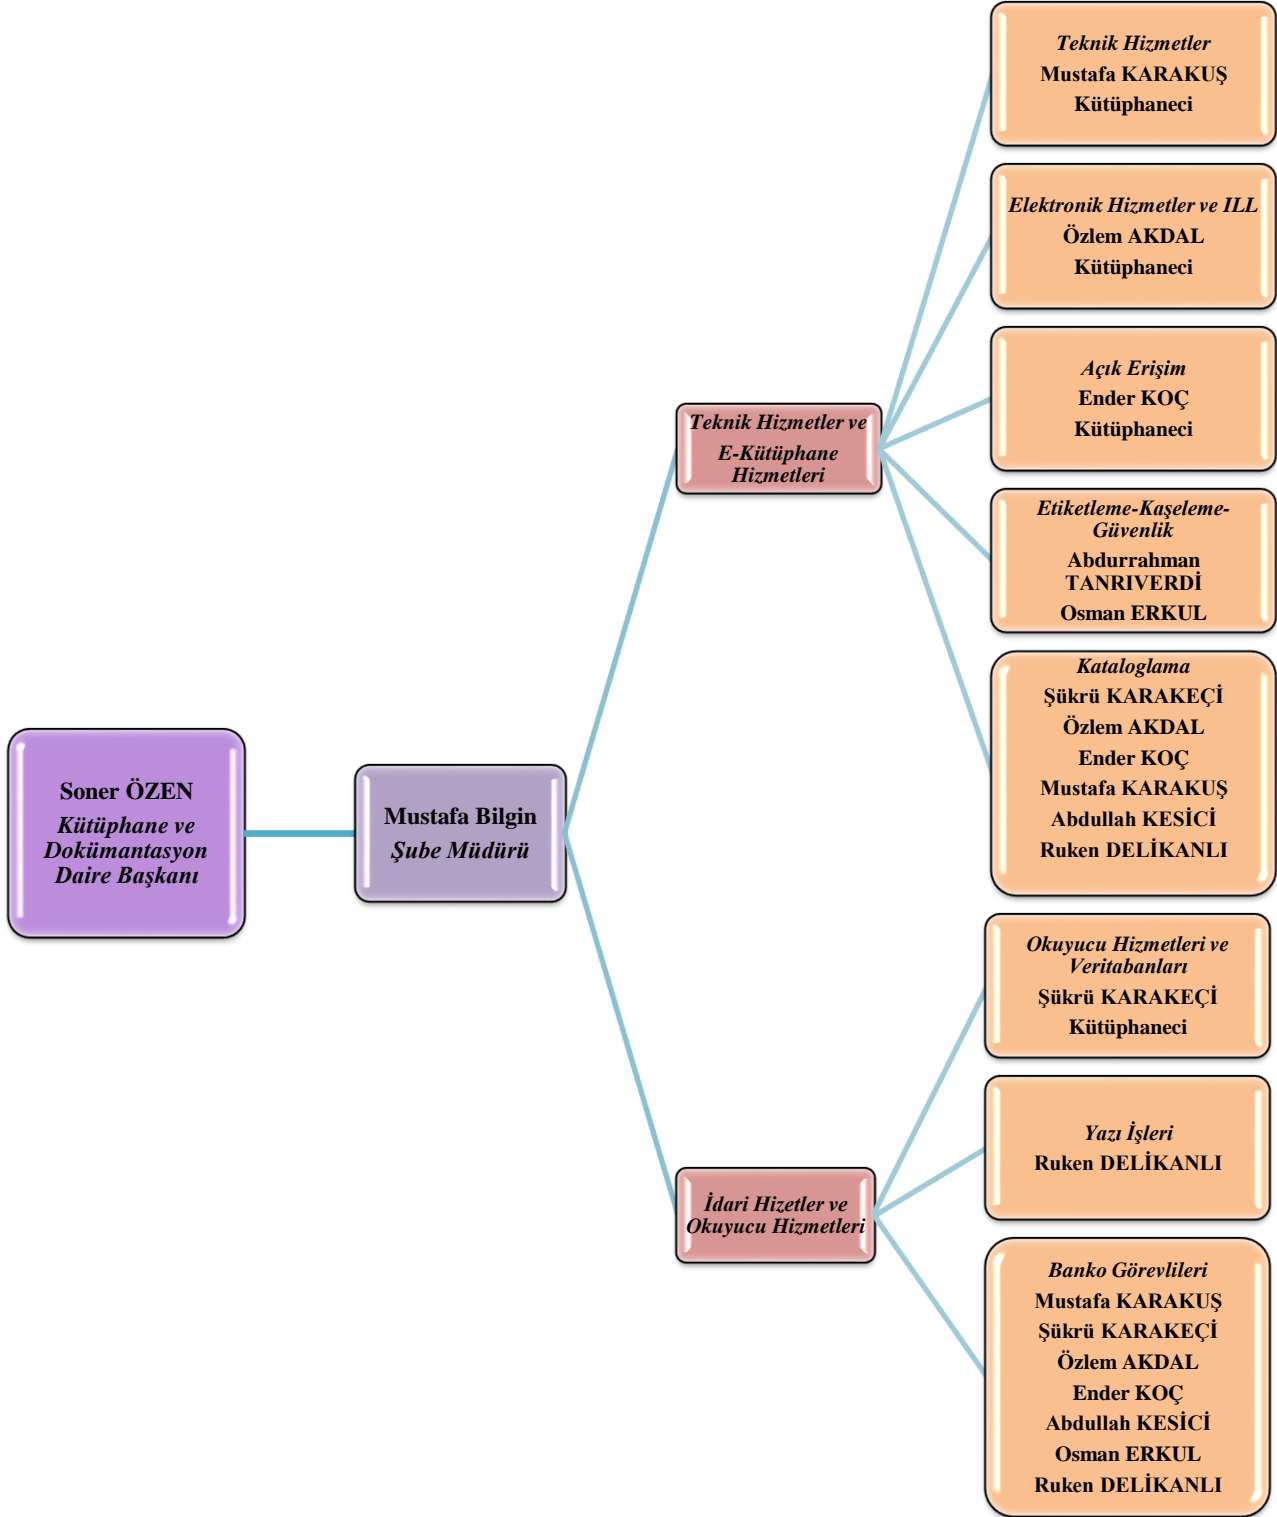 Soner ÖZEN
Kütüphane ve
Dokümantasyon
Daire Başkanı
Mustafa Bilgin
Şube Müdürü
Teknik Hizmetler ve
E-Kütüphane
Hizmetleri
Teknik Hizmetler
Mustafa KARAKUŞ
Kütüphaneci
Elektronik Hizmetler ve ILL
Özlem AKDAL
Kütüphaneci
Açık Erişim
Ender KOÇ
Kütüphaneci
Etiketleme-Kaşeleme-
Güvenlik
Abdurrahman
TANRIVERDİ
Osman ERKUL
Kataloglama
Şükrü KARAKEÇİ
Özlem AKDAL
Ender KOÇ
Mustafa KARAKUŞ
Abdullah KESİCİ
Ruken DELİKANLI
İdari Hizetler ve
Okuyucu Hizmetleri
Okuyucu Hizmetleri ve
Veritabanları
Şükrü KARAKEÇİ
Kütüphaneci
Yazı İşleri
Ruken DELİKANLI
Banko Görevlileri
Mustafa KARAKUŞ
Şükrü KARAKEÇİ
Özlem AKDAL
Ender KOÇ
Abdullah KESİCİ
Osman ERKUL
Ruken DELİKANLI